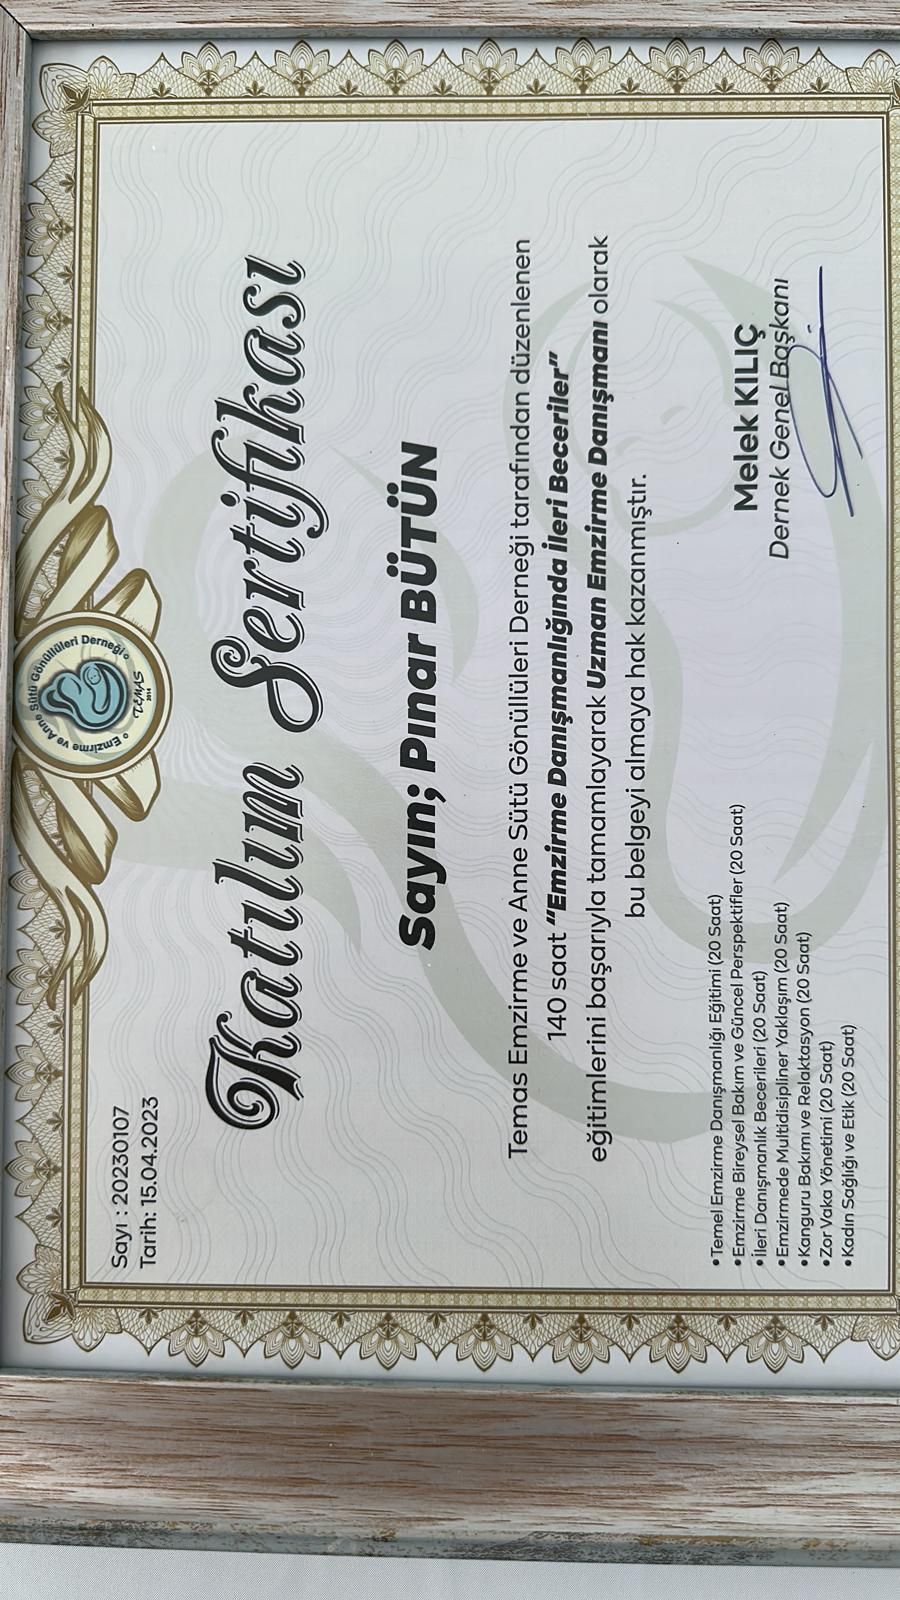 Emzirme ve Anne Sütü Gönüllüleri Derneği
TEMAS
2014
Sayı : 20230107
Tarih: 15.04.2023
Katılım Sertifikası
Sayın; Pınar BÜTÜN
Temas Emzirme ve Anne Sütü Gönüllüleri Derneği tarafından düzenlenen
140 saat “Emzirme Danışmanlığında İleri Beceriler”
eğitimlerini başarıyla tamamlayarak Uzman Emzirme Danışmanı olarak
bu belgeyi almaya hak kazanmıştır.
•Temel Emzirme Danışmanlığı Eğitimi (20 Saat)
•Emzirme Bireysel Bakım ve Güncel Perspektifler (20 Saat)
•İleri Danışmanlık Becerileri (20 Saat)
•Emzirmede Multidisipliner Yaklaşım (20 Saat)
•Kanguru Bakımı ve Relaktasyon (20 Saat)
•Zor Vaka Yönetimi (20 Saat)
•Kadın Sağlığı ve Etik (20 Saat)
Melek KILIÇ
Dernek Genel Başkanı